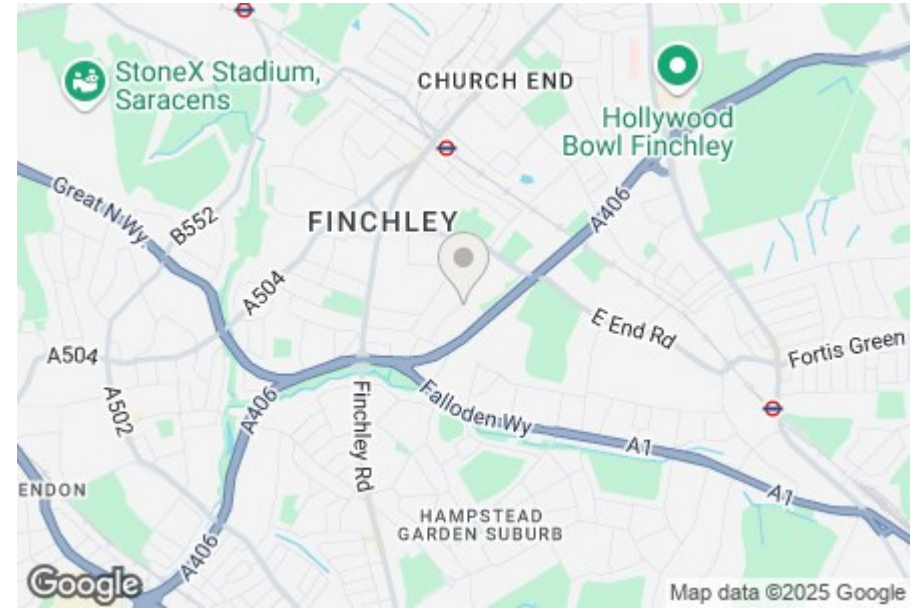 StoneX Stadium,
Saracens
CHURCH END
Hollywood
Bowl Finchley
Great N Wy
B552
FINCHLEY
A406
A504
E End Rd
A504
Fortis Green
A502
A406
Finchley Rd
Falloden Wy
A1
ENDON
A1
HAMPSTEAD
GARDEN SUBURB
A406
Google
Map data ©2025 Google